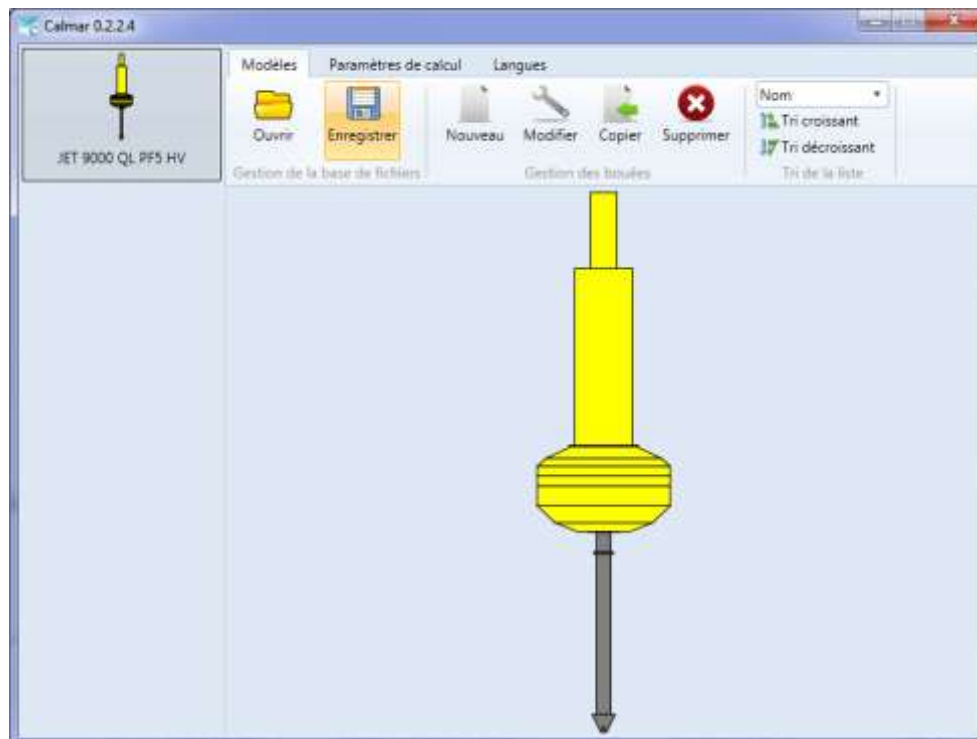 Calmar 0.2.2.4
JET 9000 QL PF5 HV
Modèles Paramètres de calcul Langues
Ouvrir Enregistrer Nouveau Modifier Copier Supprimer
Nom
Tri croissant
Tri décroissant
Gestion de la base de fichiers Gestion des bouées Tri de la liste